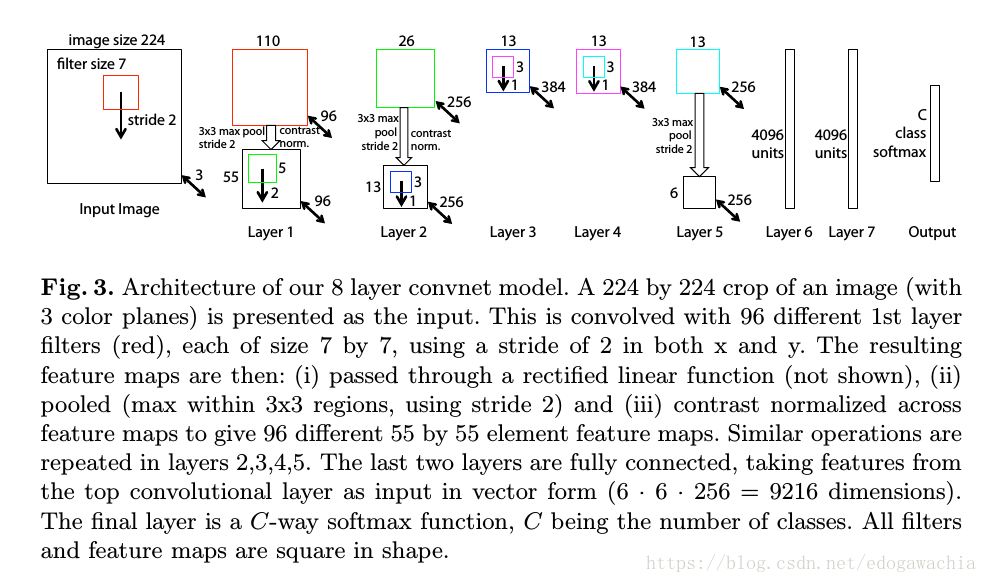 image size 224
filter size 7
stride 2
3
Input Image
110
96
3x3 max pool
stride 2
contrast
norm.
55
5
2
96
Layer 1
26
256
3x3 max
pool
stride 2
contrast
norm.
13
3
1
256
Layer 2
13
3
1
384
Layer 3
13
3
1
384
Layer 4
13
256
3x3 max
pool
stride 2
6
256
Layer 5
4096
units
Layer 6
4096
units
Layer 7
C
class
softmax
Output
Fig. 3. Architecture of our 8 layer convnet model. A 224 by 224 crop of an image (with
3 color planes) is presented as the input. This is convolved with 96 different 1st layer
filters (red), each of size 7 by 7, using a stride of 2 in both x and y. The resulting
feature maps are then: (i) passed through a rectified linear function (not shown), (ii)
pooled (max within 3x3 regions, using stride 2) and (iii) contrast normalized across
feature maps to give 96 different 55 by 55 element feature maps. Similar operations are
repeated in layers 2,3,4,5. The last two layers are fully connected, taking features from
the top convolutional layer as input in vector form (6 · 6 · 256 = 9216 dimensions).
The final layer is a C-way softmax function, C being the number of classes. All filters
and feature maps are square in shape.
https://blog.csdn.net/edogawachia